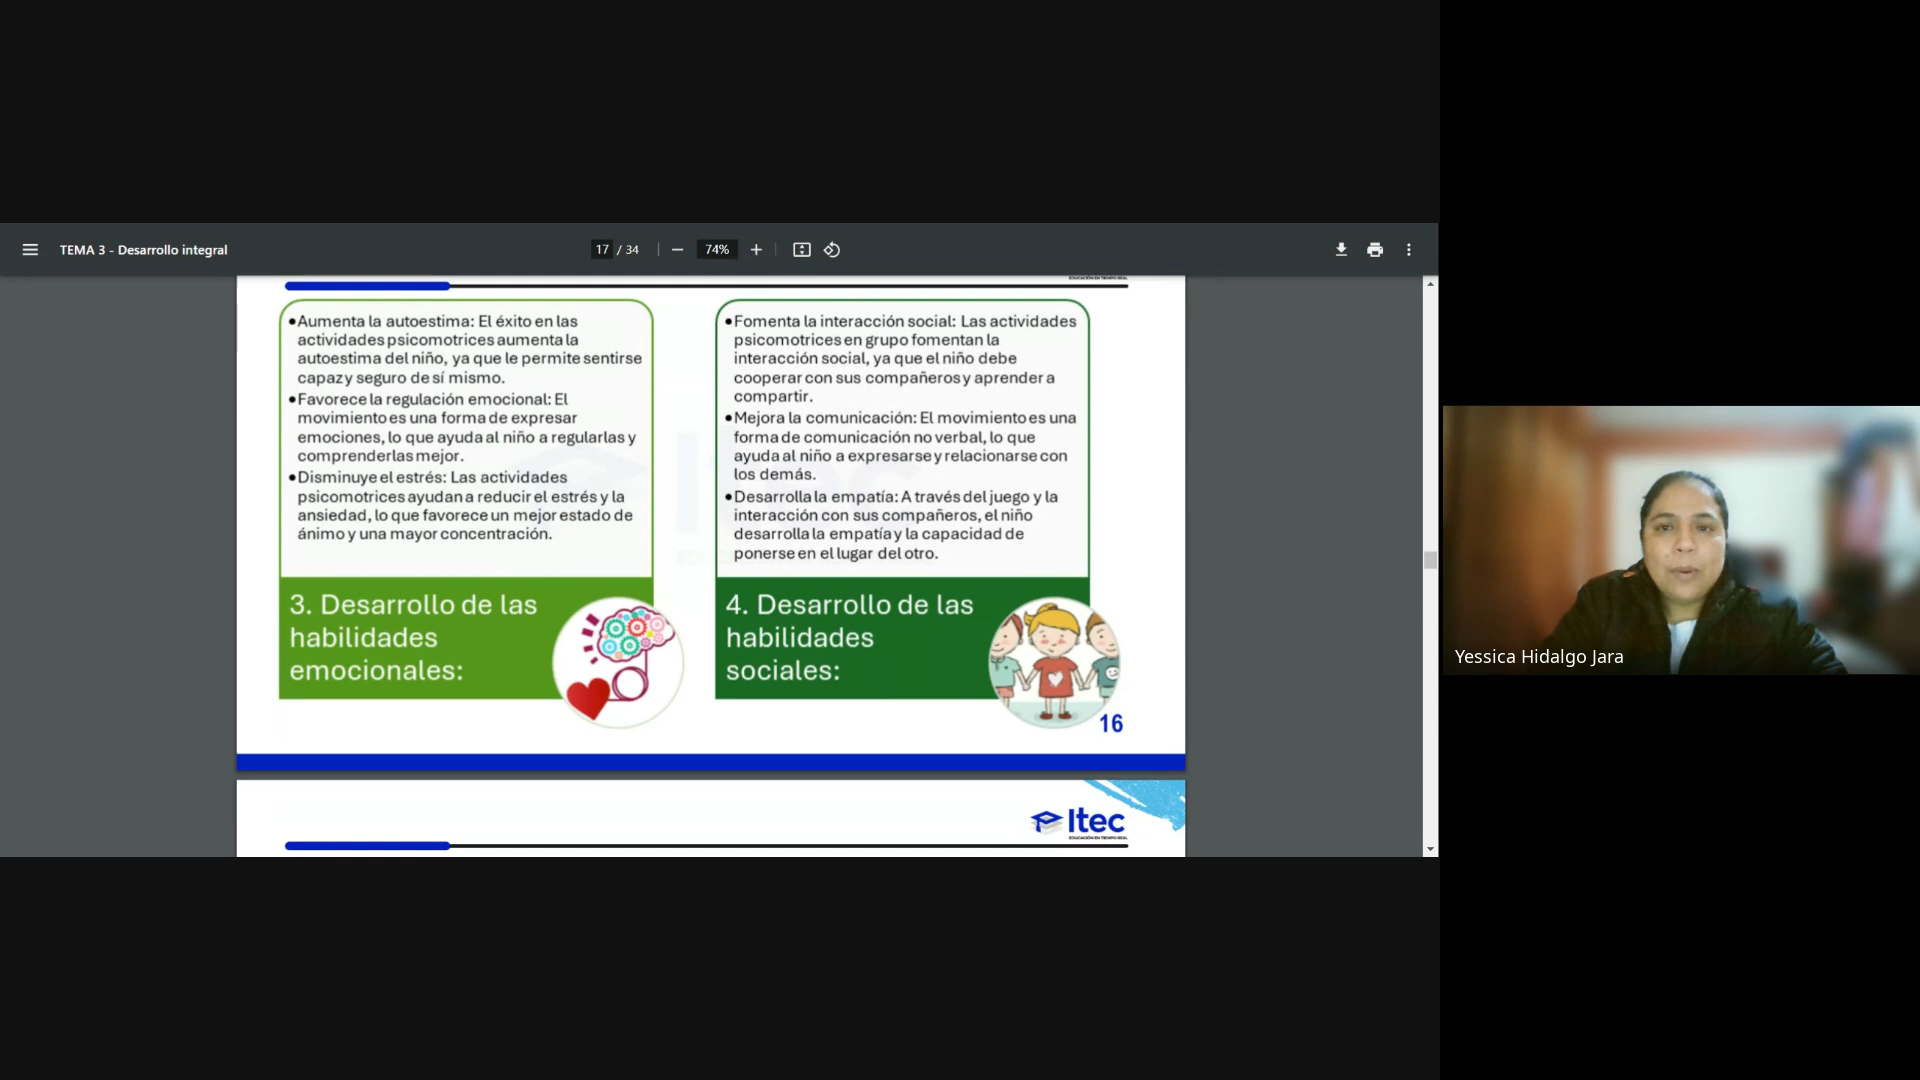 TEMA 3 - Desarrollo integral
17 / 34
74%
•Aumenta la autoestima: El éxito en las
actividades psicomotrices aumenta la
autoestima del niño, ya que le permite sentirse
capaz y seguro de sí mismo.
•Favorece la regulación emocional: El
movimiento es una forma de expresar
emociones, lo que ayuda al niño a regularlas y
comprenderlas mejor.
•Disminuye el estrés: Las actividades
psicomotrices ayudan a reducir el estrés y la
ansiedad, lo que favorece un mejor estado de
ánimo y una mayor concentración.
3. Desarrollo de las
habilidades
emocionales:
•Fomenta la interacción social: Las actividades
psicomotrices en grupo fomentan la
interacción social, ya que el niño debe
cooperar con sus compañeros y aprender a
compartir.
•Mejora la comunicación: El movimiento es una
forma de comunicación no verbal, lo que
ayuda al niño a expresarse y relacionarse con
los demás.
•Desarrolla la empatía: A través del juego y la
interacción con sus compañeros, el niño
desarrolla la empatía y la capacidad de
ponerse en el lugar del otro.
4. Desarrollo de las
habilidades
sociales:
16
Itec
EDUCACIÓN EN TIEMPO REAL
Yessica Hidalgo Jara